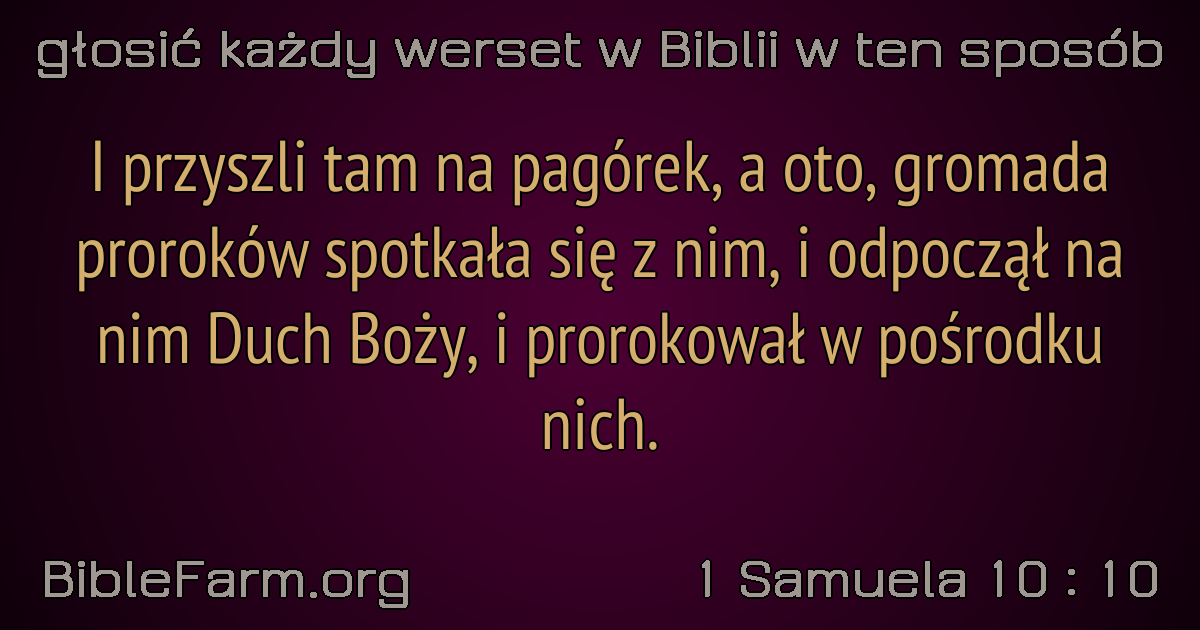 głosić każdy werset w Biblii w ten sposób
I przyszli tam na pagórek, a oto, gromada
proroków spotkała się z nim, i odpoczął na
nim Duch Boży, i prorokował w pośrodku
nich.
BibleFarm.org
1 Samuela 10 : 10